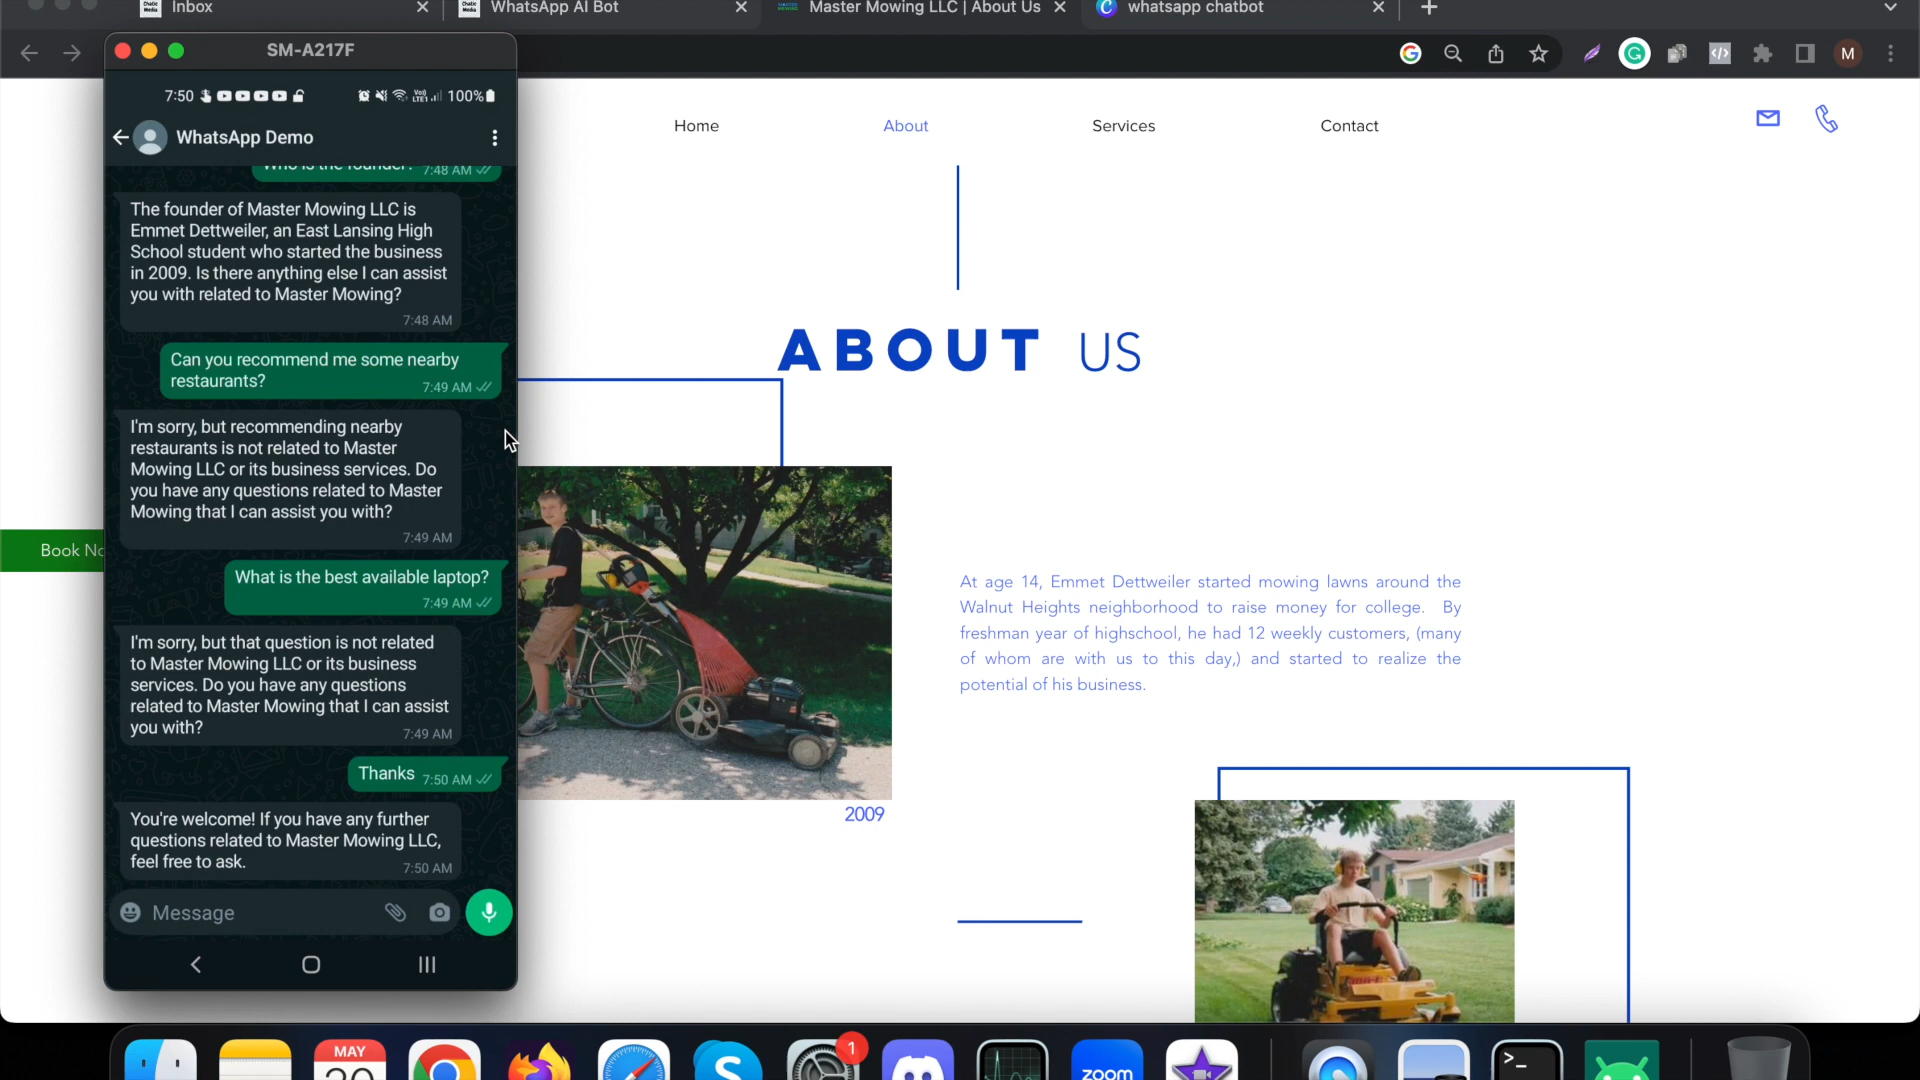 Inbox
WhatsApp AI Bot
Master Mowing LLC | About Us
whatsapp chatbot
SM-A217F
M
7:50
100%
WhatsApp Demo
Who is the founder? 7:48 AM
The founder of Master Mowing LLC is
Emmet Dettweiler, an East Lansing High
School student who started the business
in 2009. Is there anything else I can assist
you with related to Master Mowing?
7:48 AM
Can you recommend me some nearby
restaurants? 7:49 AM
I'm sorry, but recommending nearby
restaurants is not related to Master
Mowing LLC or its business services. Do
you have any questions related to Master
Mowing that I can assist you with?
7:49 AM
What is the best available laptop?
7:49 AM
I'm sorry, but that question is not related
to Master Mowing LLC or its business
services. Do you have any questions
related to Master Mowing that I can assist
you with?
7:49 AM
Thanks 7:50 AM
You're welcome! If you have any further
questions related to Master Mowing LLC,
feel free to ask.
7:50 AM
Message
Home
About
Services
Contact
ABOUT US
Book No
At age 14, Emmet Dettweiler started mowing lawns around the
Walnut Heights neighborhood to raise money for college. By
freshman year of highschool, he had 12 weekly customers, (many
of whom are with us to this day,) and started to realize the
potential of his business.
2009
MAY
1
zoom